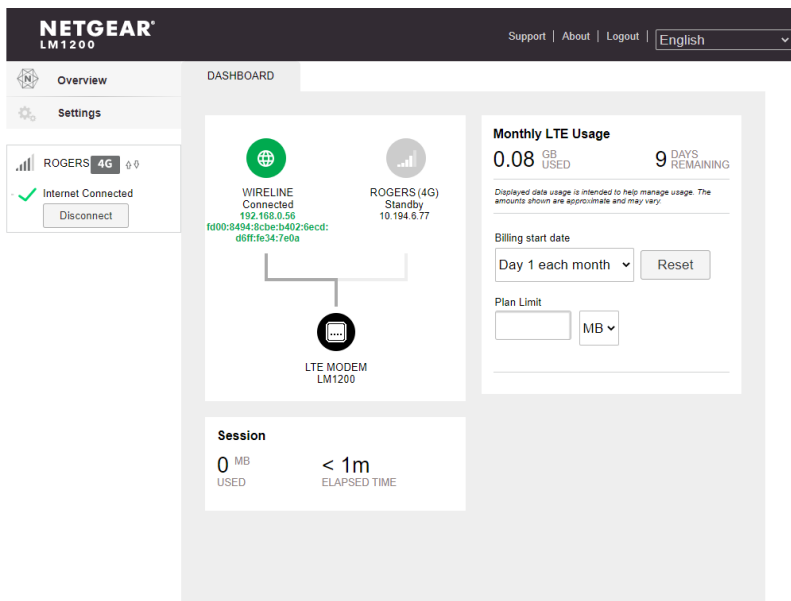 NETGEAR®
LM1200
Support | About | Logout | English
Overview
Settings
ROGERS 4G
Internet Connected
Disconnect
DASHBOARD
WIRELINE
Connected
192.168.0.56
fd00:8494:8cbe:b402:6ecd:
d6ff:fe34:7e0a
ROGERS (4G)
Standby
10.194.6.77
LTE MODEM
LM1200
Monthly LTE Usage
0.08 GB USED
9 DAYS REMAINING
Displayed data usage is intended to help manage usage. The
amounts shown are approximate and may vary.
Billing start date
Day 1 each month
Reset
Plan Limit
MB
Session
0 MB
USED
< 1m
ELAPSED TIME